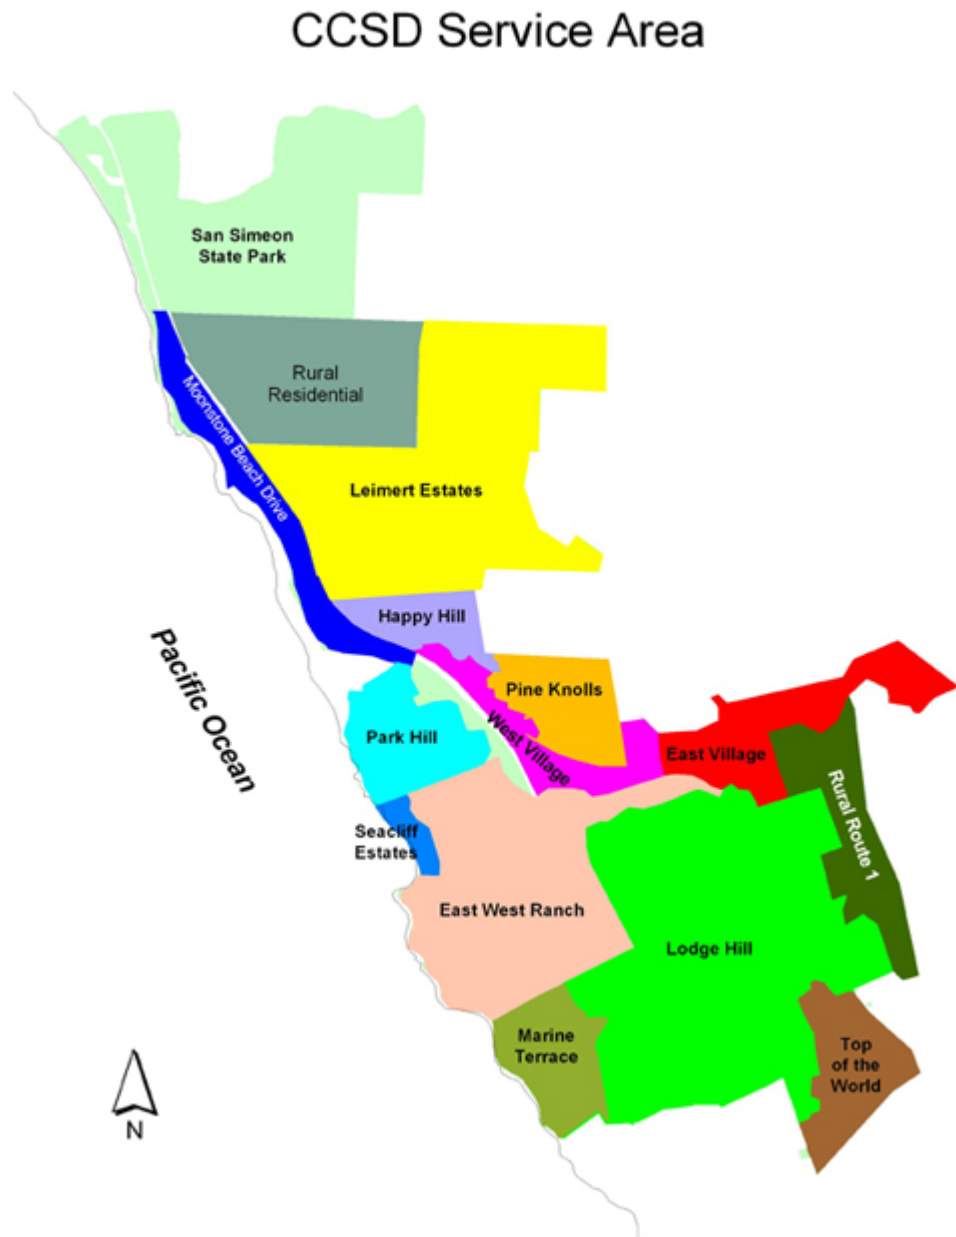 CCSD Service Area
San Simeon
State Park
Rural
Residential
Moonstone Beach Drive
Leimert Estates
Happy Hill
Pine Knolls
West Village
Park Hill
East Village
Pacific Ocean
Rural Route 1
Seacliff
Estates
East West Ranch
Lodge Hill
Marine
Terrace
Top
of the
World
N